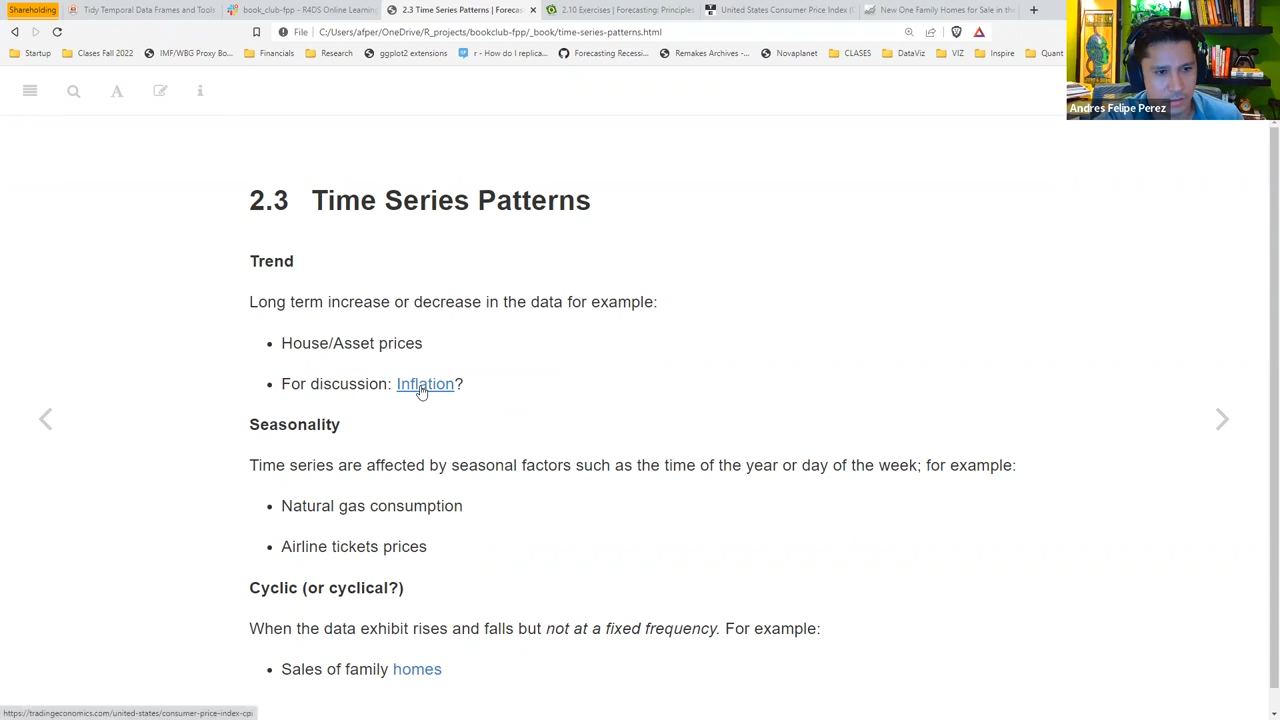 Shareholding
Tidy Temporal Data Frames and Tools
book_club-fpp/ - R4DS Online Learnin
2.3 Time Series Patterns | Forecas
2.10 Exercises | Forecasting: Principles
United States Consumer Price Index (C
New One Family Homes for Sale in th
File
C:/Users/afper/OneDrive/R_projects/bookclub-fpp/_book/time-series-patterns.html
Startup
Clases Fall 2022
IMF/WBG Proxy Bo...
Finance
Research
ggplot2 extensions
r - How do I replica...
Forecasting Recessi...
Remakes Archives -...
Novaplanet
CLASES
DataViz
VIZ
Inspire
Quant
Andres Felipe Perez
2.3 Time Series Patterns
Trend
Long term increase or decrease in the data for example:
• House/Asset prices
• For discussion: Inflation?
Seasonality
Time series are affected by seasonal factors such as the time of the year or day of the week; for example:
• Natural gas consumption
• Airline tickets prices
Cyclic (or cyclical?)
When the data exhibit rises and falls but not at a fixed frequency. For example:
• Sales of family homes
https://tradingeconomics.com/united-states/consumer-price-index-cpi